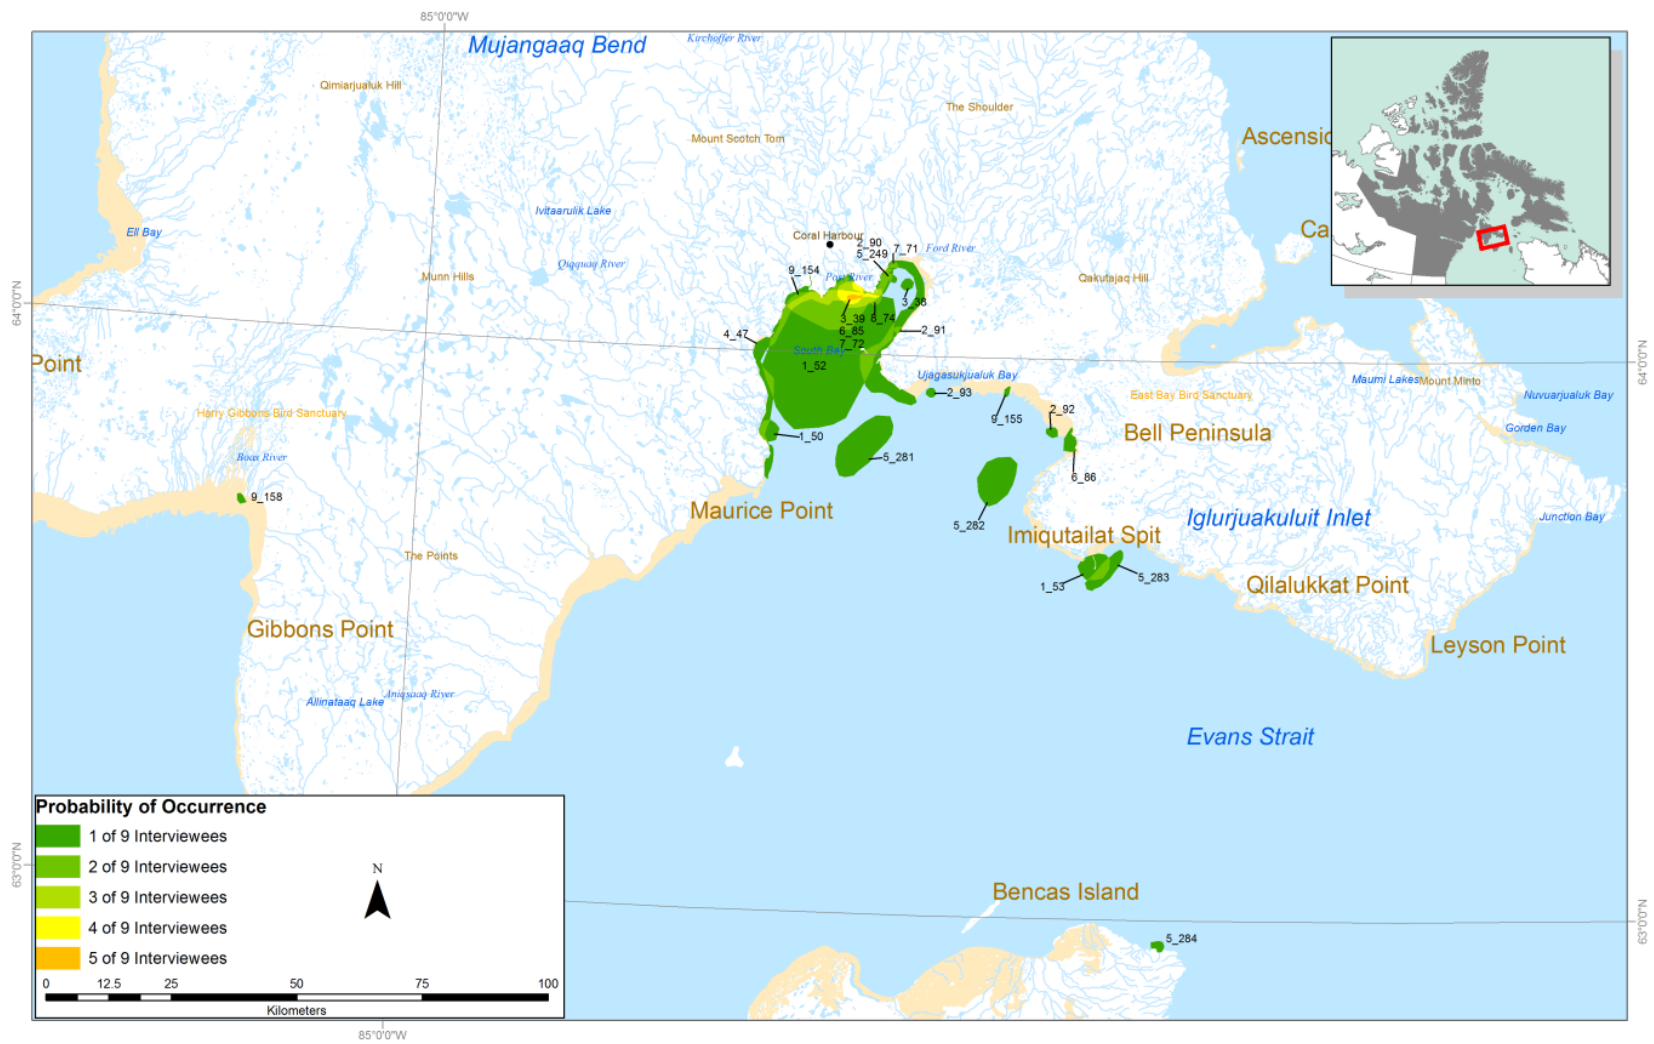 85°0'0"W
Mujangaaq Bend
Kirchoffer River
Qimiarjualuk Hill
The Shoulder
Mount Scotch Tom
Ascensio
Ivitaarulik Lake
Ell Bay
Ca
Coral Harbour
2_90
5_249
7_71
Ford River
Qiqquaq River
Munn Hills
9_154
Post River
Qakutajaq Hill
64°0'0"N
3_38
3_39
8_74
6_85
7_72
2_91
4_47
South Bay
1_52
64°0'0"N
Point
Ujagasukjualuk Bay
Maumi Lakes
Mount Minto
2_93
East Bay Bird Sanctuary
Nuvuarjualuk Bay
Harry Gibbons Bird Sanctuary
9_155
2_92
Gorden Bay
Bell Peninsula
1_50
5_281
Boas River
6_86
9_158
Maurice Point
5_282
Iglurjuakuluit Inlet
Junction Bay
Imiqutailat Spit
The Points
5_283
1_53
Qilalukkat Point
Gibbons Point
Leyson Point
Aniqsaaq River
Allinataaq Lake
Evans Strait
Probability of Occurrence
1 of 9 Interviewees
2 of 9 Interviewees
3 of 9 Interviewees
4 of 9 Interviewees
5 of 9 Interviewees
N
63°0'0"N
Bencas Island
63°0'0"N
5_284
0 12.5 25 50 75 100
Kilometers
85°0'0"W